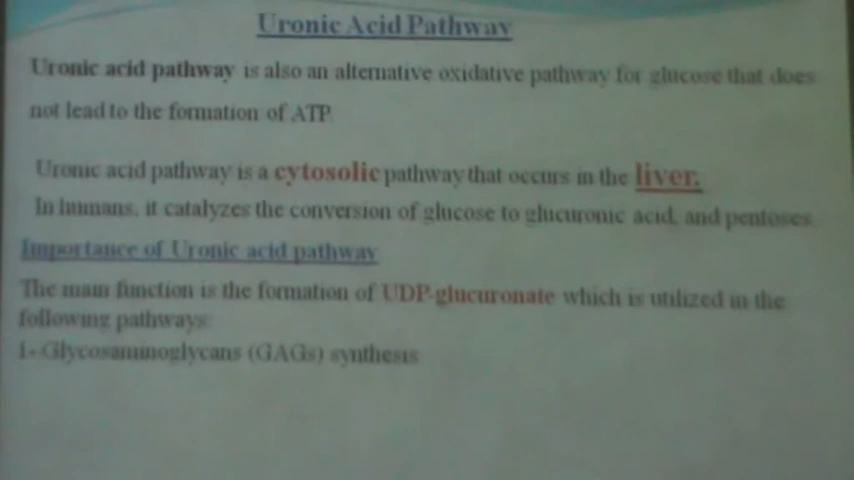 Uronic Acid Pathway
Uronic acid pathway is also an alternative oxidative pathway for glucose that does
not lead to the formation of ATP.
Uronic acid pathway is a cytosolic pathway that occurs in the liver.
In humans, it catalyzes the conversion of glucose to glucuronic acid, and pentoses.
Importance of Uronic acid pathway
The main function is the formation of UDP-glucuronate which is utilized in the
following pathways:
1- Glycosaminoglycans (GAGs) synthesis